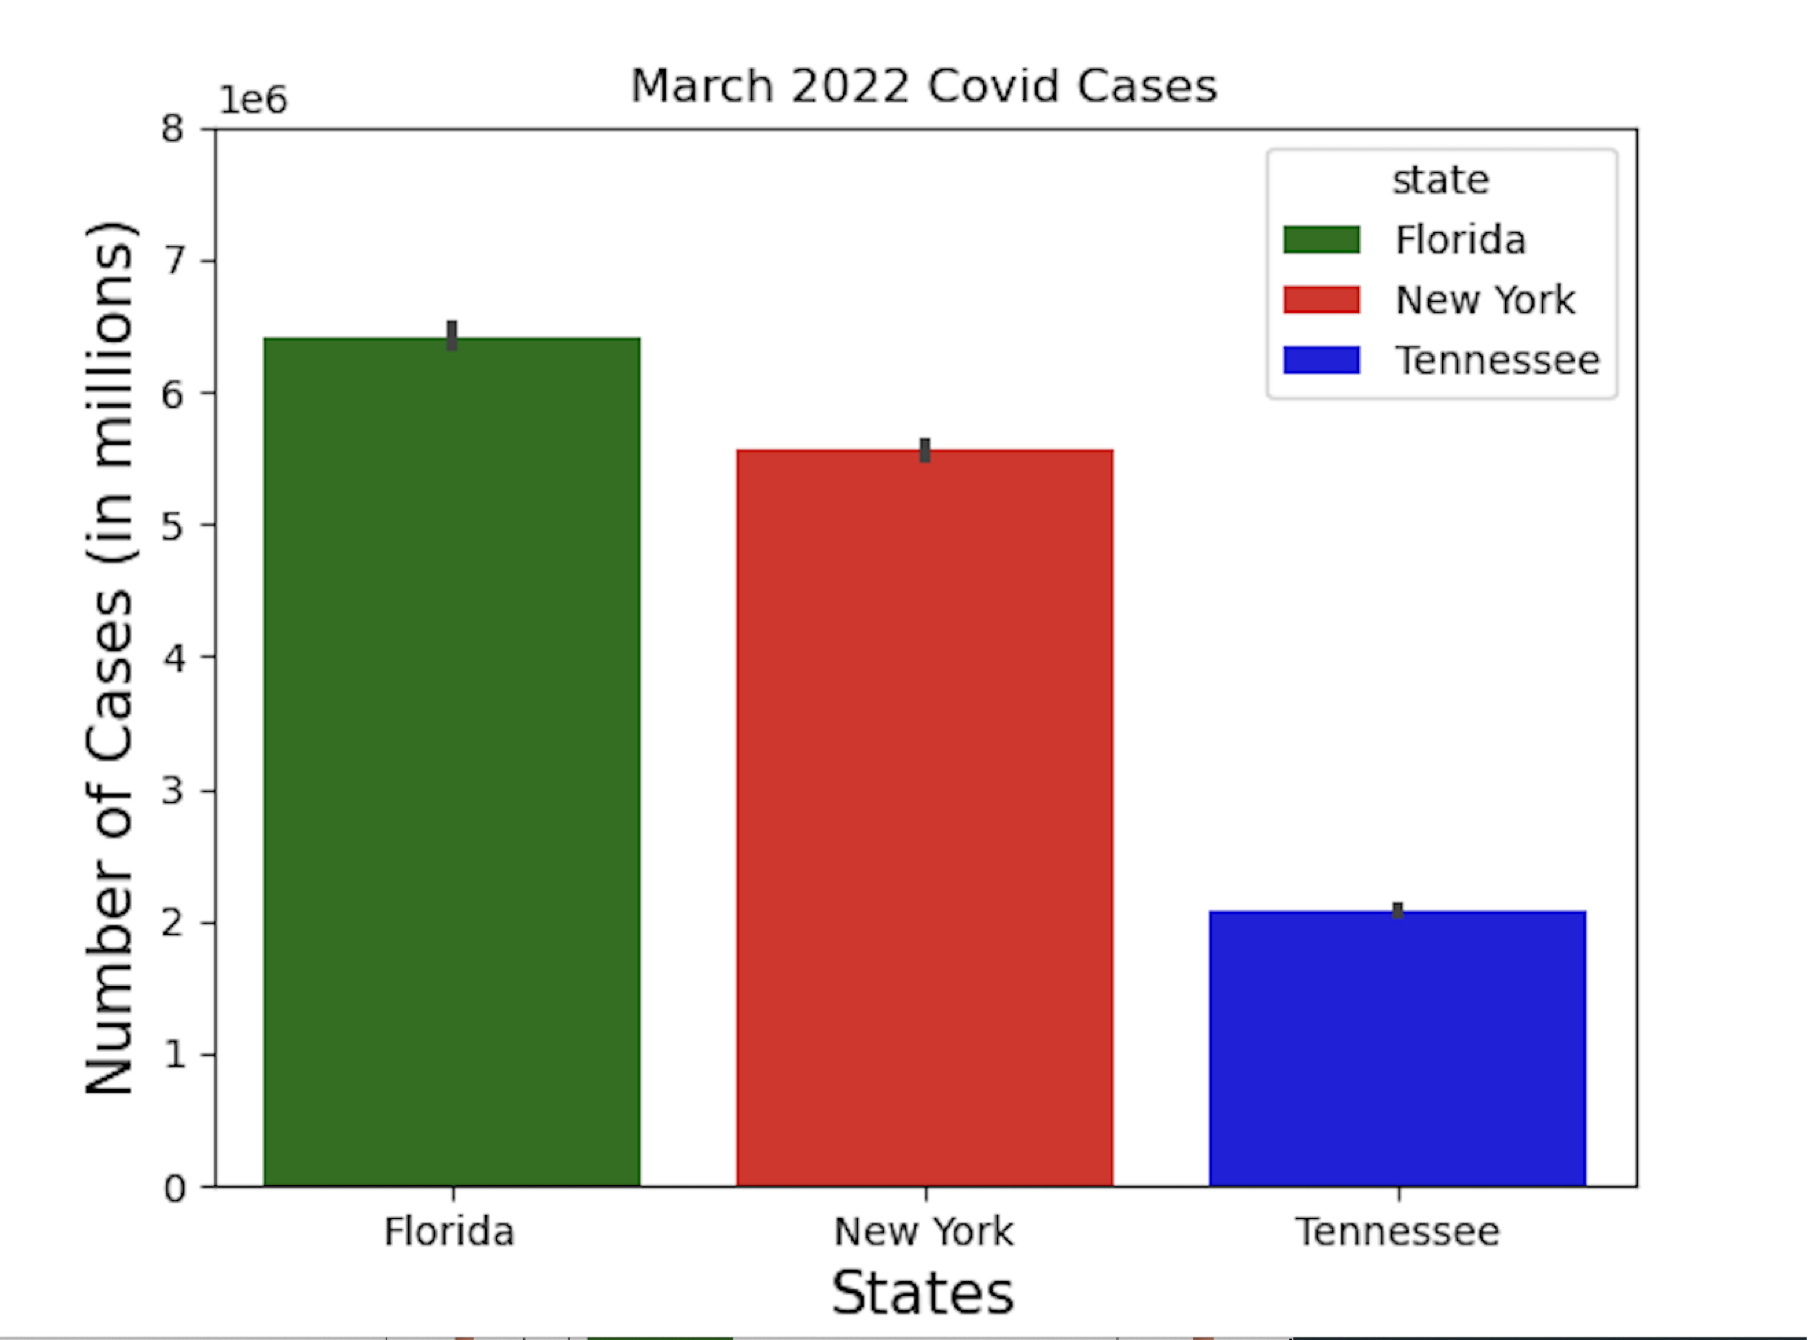 March 2022 Covid Cases
1e6
8
7
6
5
4
3
2
1
0
Number of Cases (in millions)
state
Florida
New York
Tennessee
Florida New York Tennessee
States